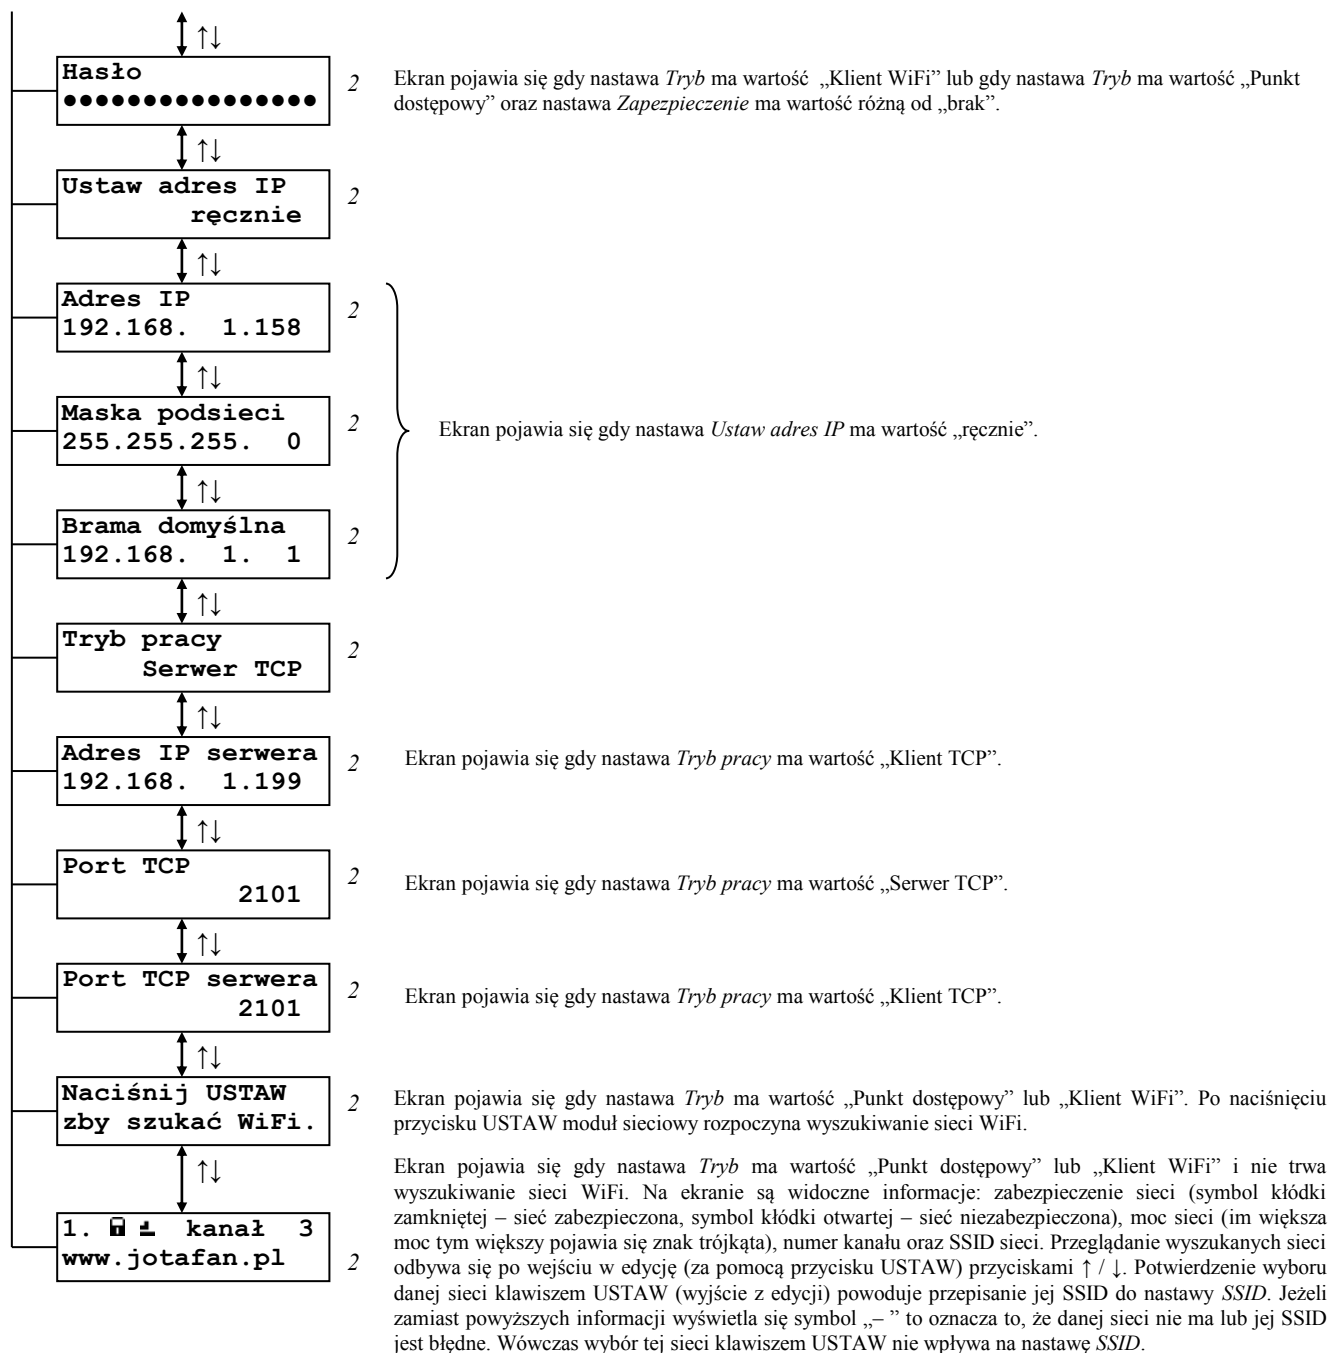 ↑↓
Hasło
●●●●●●●●●●●●●●●●
2
Ekran pojawia się gdy nastawa Tryb ma wartość „Klient WiFi” lub gdy nastawa Tryb ma wartość „Punkt
dostępowy” oraz nastawa Zapezpieczenie ma wartość różną od „brak”.
↑↓
Ustaw adres IP
ręcznie
2
↑↓
Adres IP
192.168.  1.158
2
↑↓
Maska podsieci
255.255.255.  0
2
Ekran pojawia się gdy nastawa Ustaw adres IP ma wartość „ręcznie”.
↑↓
Brama domyślna
192.168.  1.  1
2
↑↓
Tryb pracy
Serwer TCP
2
↑↓
Adres IP serwera
192.168.  1.199
2
Ekran pojawia się gdy nastawa Tryb pracy ma wartość „Klient TCP”.
↑↓
Port TCP
2101
2
Ekran pojawia się gdy nastawa Tryb pracy ma wartość „Serwer TCP”.
↑↓
Port TCP serwera
2101
2
Ekran pojawia się gdy nastawa Tryb pracy ma wartość „Klient TCP”.
↑↓
Naciśnij USTAW
zby szukać WiFi.
2
Ekran pojawia się gdy nastawa Tryb ma wartość „Punkt dostępowy” lub „Klient WiFi”. Po naciśnięciu
przycisku USTAW moduł sieciowy rozpoczyna wyszukiwanie sieci WiFi.
↑↓
1. kanał 3
www.jotafan.pl
2
Ekran pojawia się gdy nastawa Tryb ma wartość „Punkt dostępowy” lub „Klient WiFi” i nie trwa
wyszukiwanie sieci WiFi. Na ekranie są widoczne informacje: zabezpieczenie sieci (symbol kłódki
zamkniętej – sieć zabezpieczona, symbol kłódki otwartej – sieć niezabezpieczona), moc sieci (im większa
moc tym większy pojawia się znak trójkąta), numer kanału oraz SSID sieci. Przeglądanie wyszukanych sieci
odbywa się po wejściu w edycję (za pomocą przycisku USTAW) przyciskami ↑ / ↓. Potwierdzenie wyboru
danej sieci klawiszem USTAW (wyjście z edycji) powoduje przepisanie jej SSID do nastawy SSID. Jeżeli
zamiast powyższych informacji wyświetla się symbol „– ” to oznacza to, że danej sieci nie ma lub jej SSID
jest błędne. Wówczas wybór tej sieci klawiszem USTAW nie wpływa na nastawę SSID.